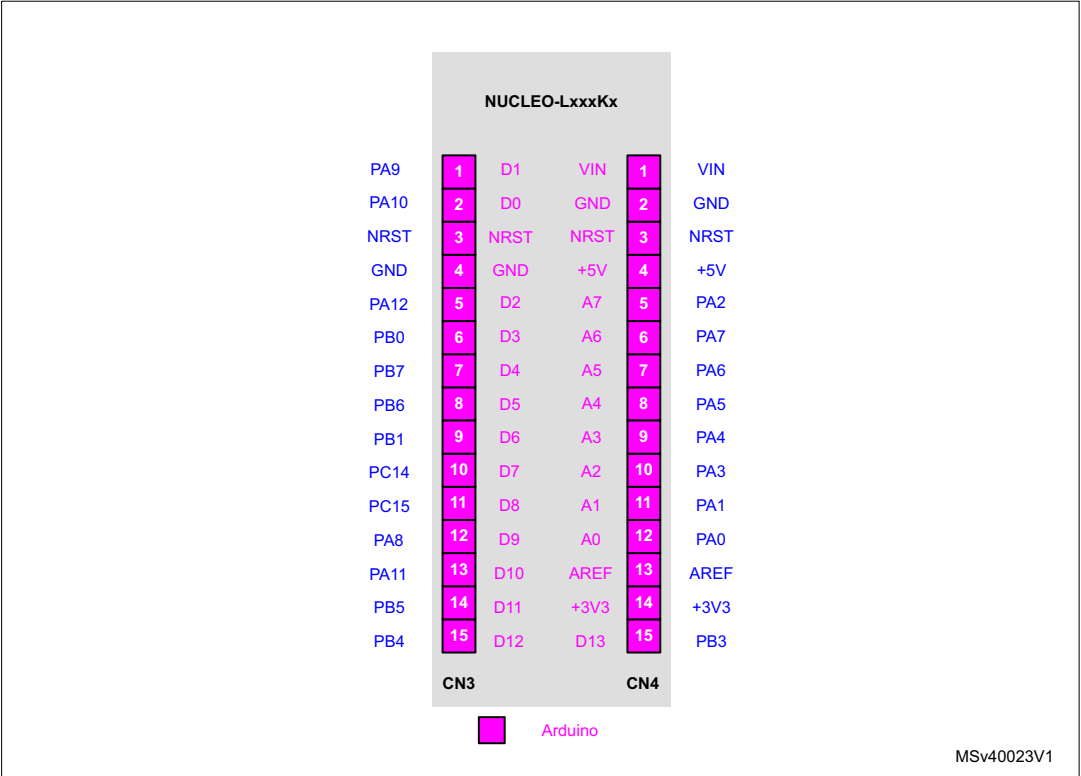 NUCLEO-LxxxKx
PA9 1 D1 VIN 1 VIN
PA10 2 D0 GND 2 GND
NRST 3 NRST NRST 3 NRST
GND 4 GND +5V 4 +5V
PA12 5 D2 A7 5 PA2
PB0 6 D3 A6 6 PA7
PB7 7 D4 A5 7 PA6
PB6 8 D5 A4 8 PA5
PB1 9 D6 A3 9 PA4
PC14 10 D7 A2 10 PA3
PC15 11 D8 A1 11 PA1
PA8 12 D9 A0 12 PA0
PA11 13 D10 AREF 13 AREF
PB5 14 D11 +3V3 14 +3V3
PB4 15 D12 D13 15 PB3
CN3 CN4
Arduino
MSv40023V1